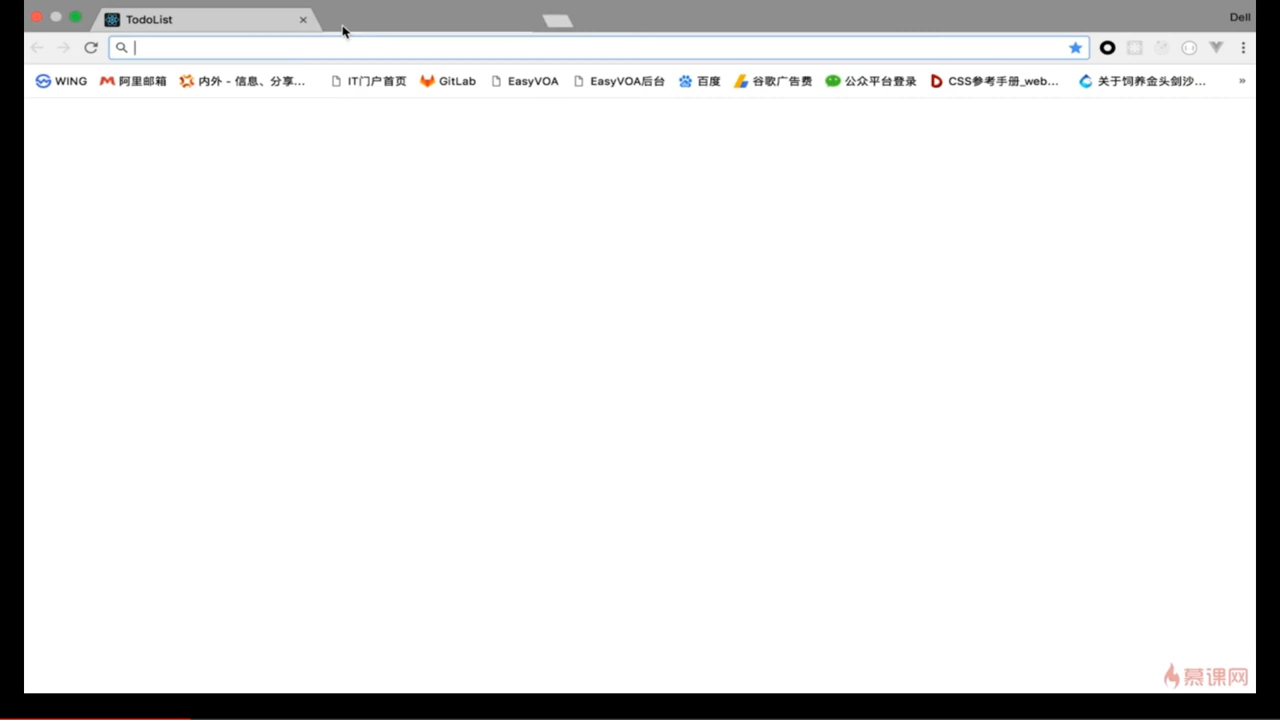 TodoList
Dell
WING 阿里邮箱 内外 - 信息、分享... IT门户首页 GitLab EasyVOA EasyVOA后台 百度 谷歌广告费 公众平台登录 CSS参考手册_web... 关于饲养金头剑沙... »
慕课网